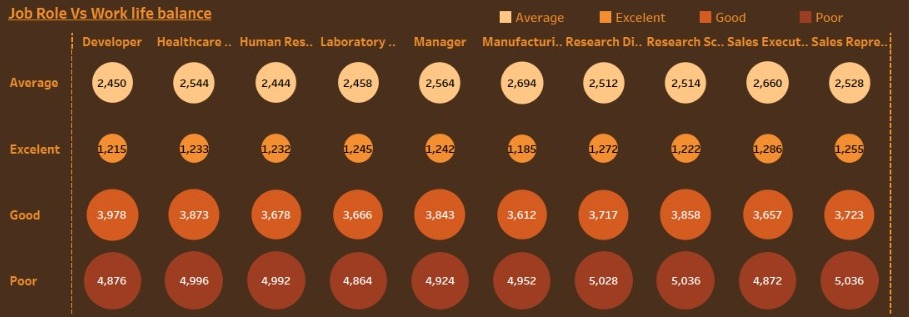 Job Role Vs Work life balance
Average Excelent Good Poor
Developer Healthcare .. Human Res.. Laboratory .. Manager Manufacturi.. Research Di.. Research Sc.. Sales Execut.. Sales Repre..
Average 2,450 2,544 2,444 2,458 2,564 2,694 2,512 2,514 2,660 2,528
Excelent 1,215 1,233 1,232 1,245 1,242 1,185 1,272 1,222 1,286 1,255
Good 3,978 3,873 3,678 3,666 3,843 3,612 3,717 3,858 3,657 3,723
Poor 4,876 4,996 4,992 4,864 4,924 4,952 5,028 5,036 4,872 5,036